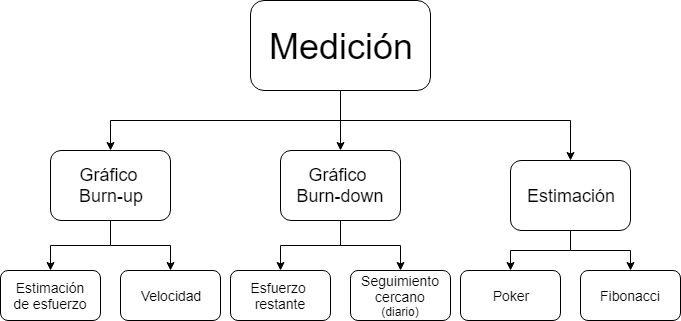 Medición
Gráfico
Burn-up
Gráfico
Burn-down
Estimación
Estimación
de esfuerzo
Velocidad
Esfuerzo
restante
Seguimiento
cercano
(diario)
Poker
Fibonacci